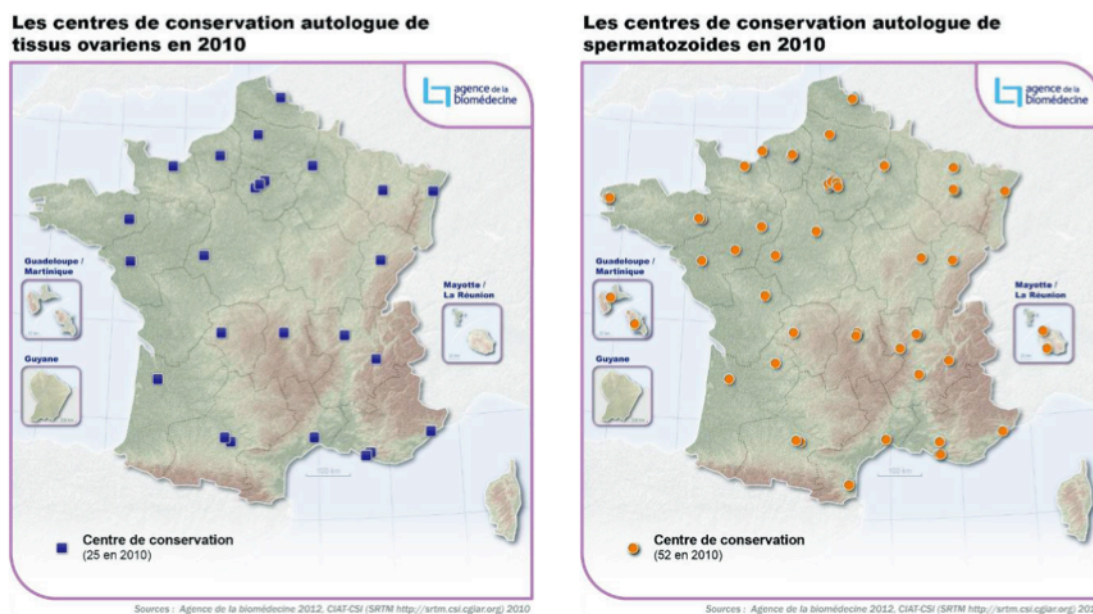 Les centres de conservation autologue de
tissus ovariens en 2010
agence de la
biomédecine
Guadeloupe /
Martinique
Guyane
Mayotte /
La Réunion
100 km
Centre de conservation
(25 en 2010)
Sources : Agence de la biomédecine 2012, CIAT-CSI (SRTM http://srtm.csi.cgiar.org) 2010
Les centres de conservation autologue de
spermatozoides en 2010
agence de la
biomédecine
Guadeloupe /
Martinique
Guyane
Mayotte /
La Réunion
100 km
Centre de conservation
(52 en 2010)
Sources : Agence de la biomédecine 2012, CIAT-CSI (SRTM http://srtm.csi.cgiar.org) 201